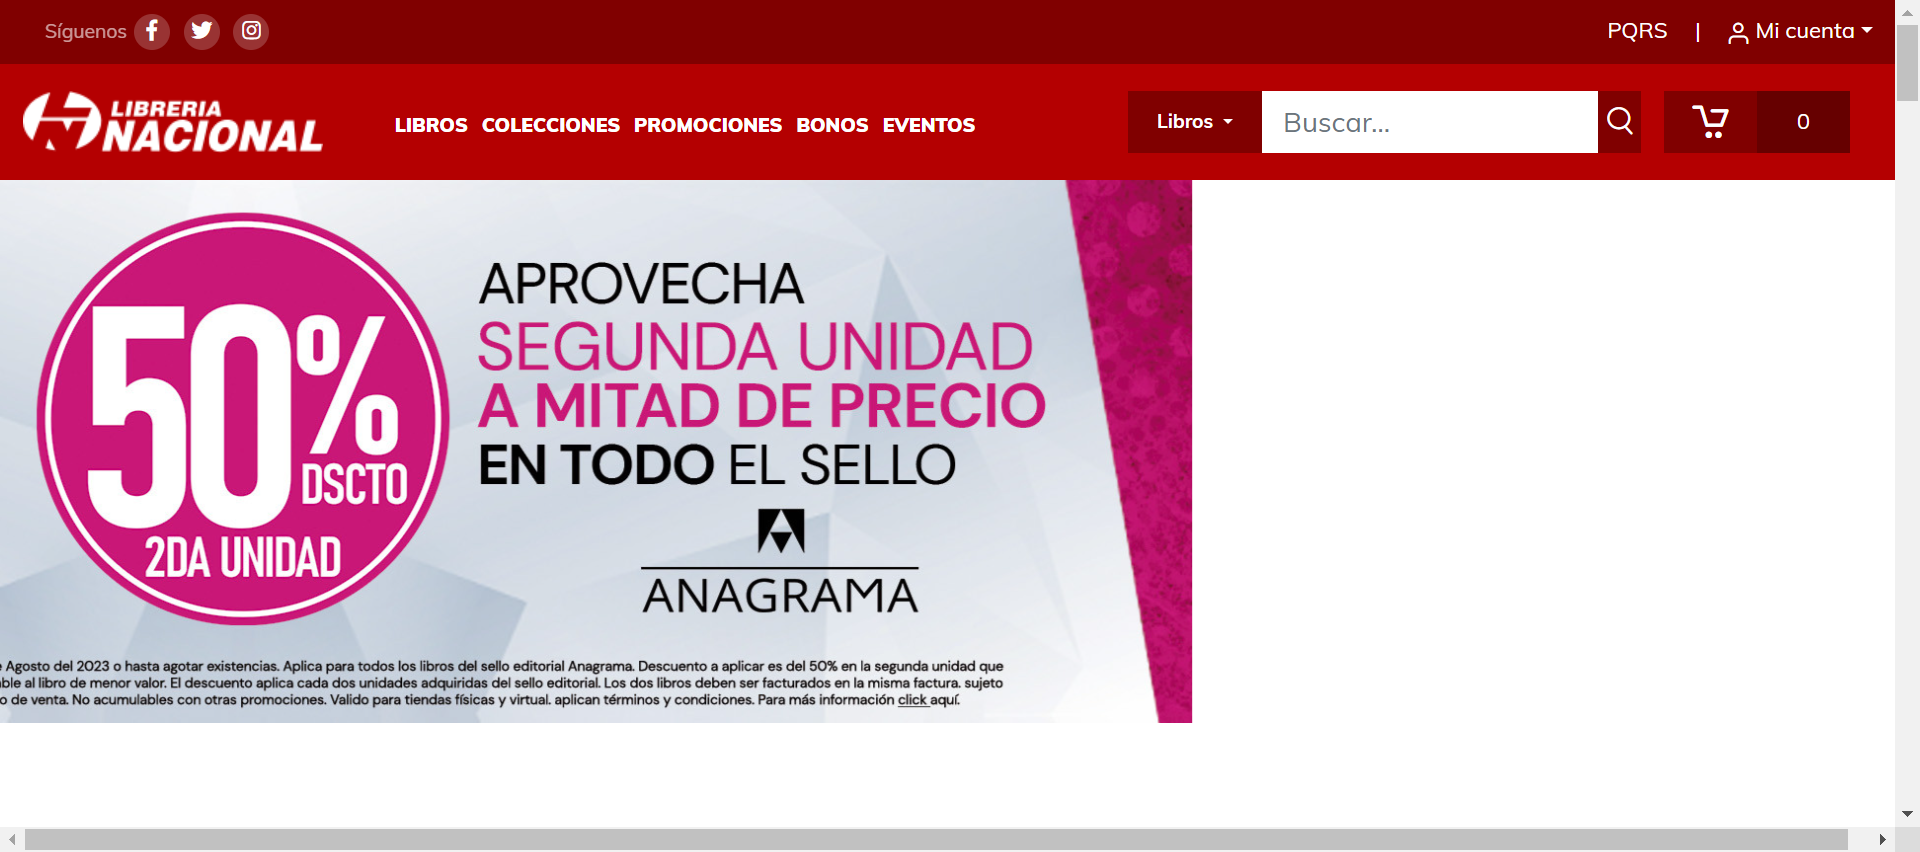 Síguenos
PQRS | Mi cuenta
LIBRERIA
NACIONAL
LIBROS COLECCIONES PROMOCIONES BONOS EVENTOS
Libros
Buscar...
0
50%
DSCTO
2DA UNIDAD
APROVECHA
SEGUNDA UNIDAD
A MITAD DE PRECIO
EN TODO EL SELLO
ANAGRAMA
Agosto del 2023 o hasta agotar existencias. Aplica para todos los libros del sello editorial Anagrama. Descuento a aplicar es del 50% en la segunda unidad que
al libro de menor valor. El descuento aplica cada dos unidades adquiridas del sello editorial. Los dos libros deben ser facturados en la misma factura. sujeto
de venta. No acumulables con otras promociones. Valido para tiendas físicas y virtual. aplican términos y condiciones. Para más información click aquí.